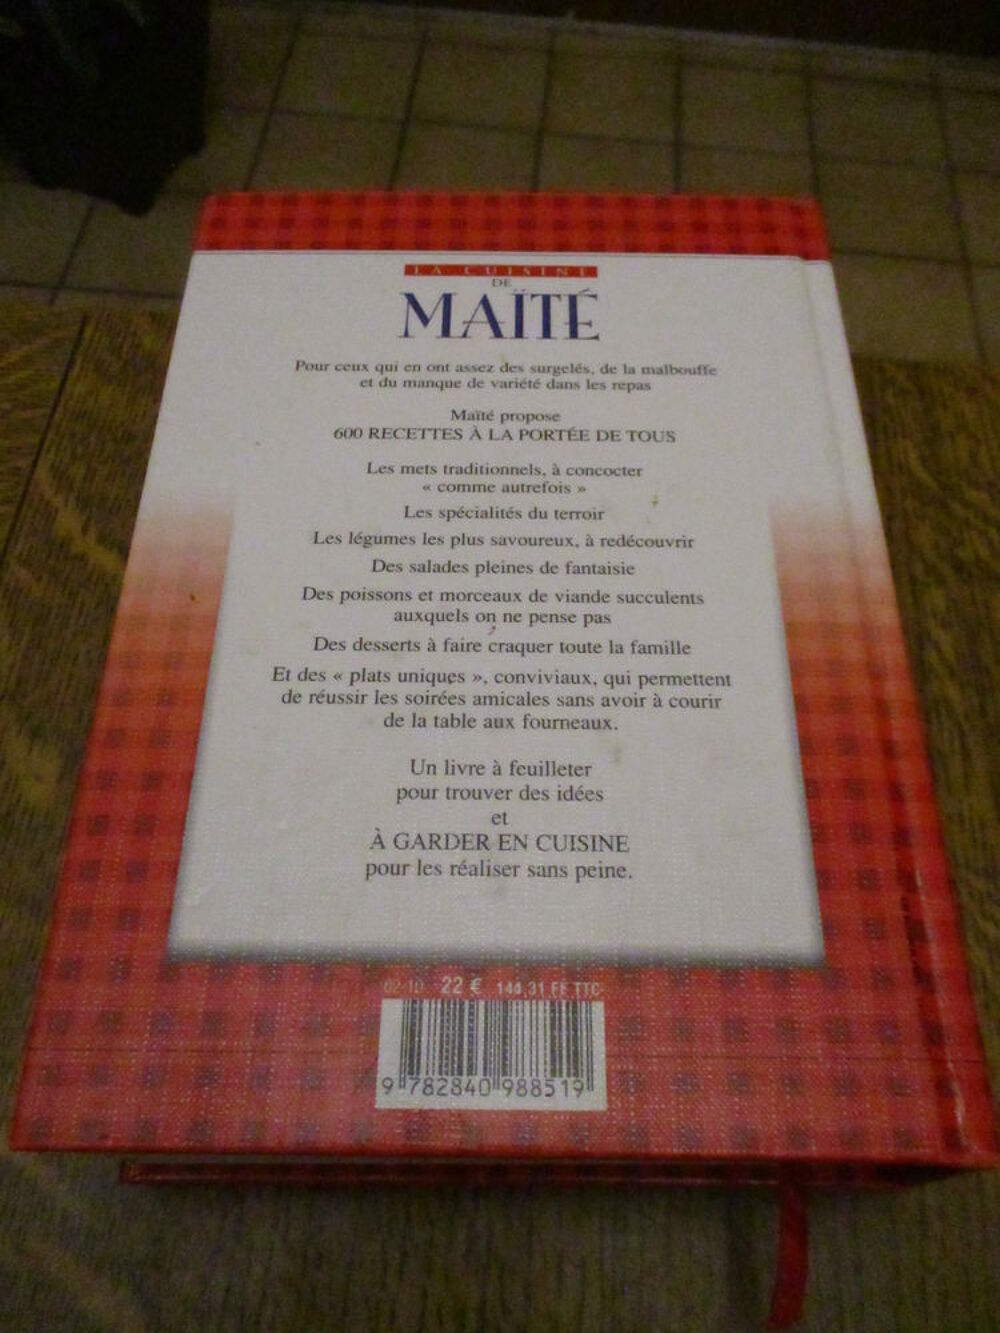 LA CUISINE
DE
MAÏTÉ
Pour ceux qui en ont assez des surgelés, de la malbouffe
et du manque de variété dans les repas
Maïté propose
600 RECETTES À LA PORTÉE DE TOUS
Les mets traditionnels, à concocter
« comme autrefois »
Les spécialités du terroir
Les légumes les plus savoureux, à redécouvrir
Des salades pleines de fantaisie
Des poissons et morceaux de viande succulents
auxquels on ne pense pas
Des desserts à faire craquer toute la famille
Et des « plats uniques », conviviaux, qui permettent
de réussir les soirées amicales sans avoir à courir
de la table aux fourneaux.
Un livre à feuilleter
pour trouver des idées
et
À GARDER EN CUISINE
pour les réaliser sans peine.
22 € 144,31 FF TTC
9 782840 988519